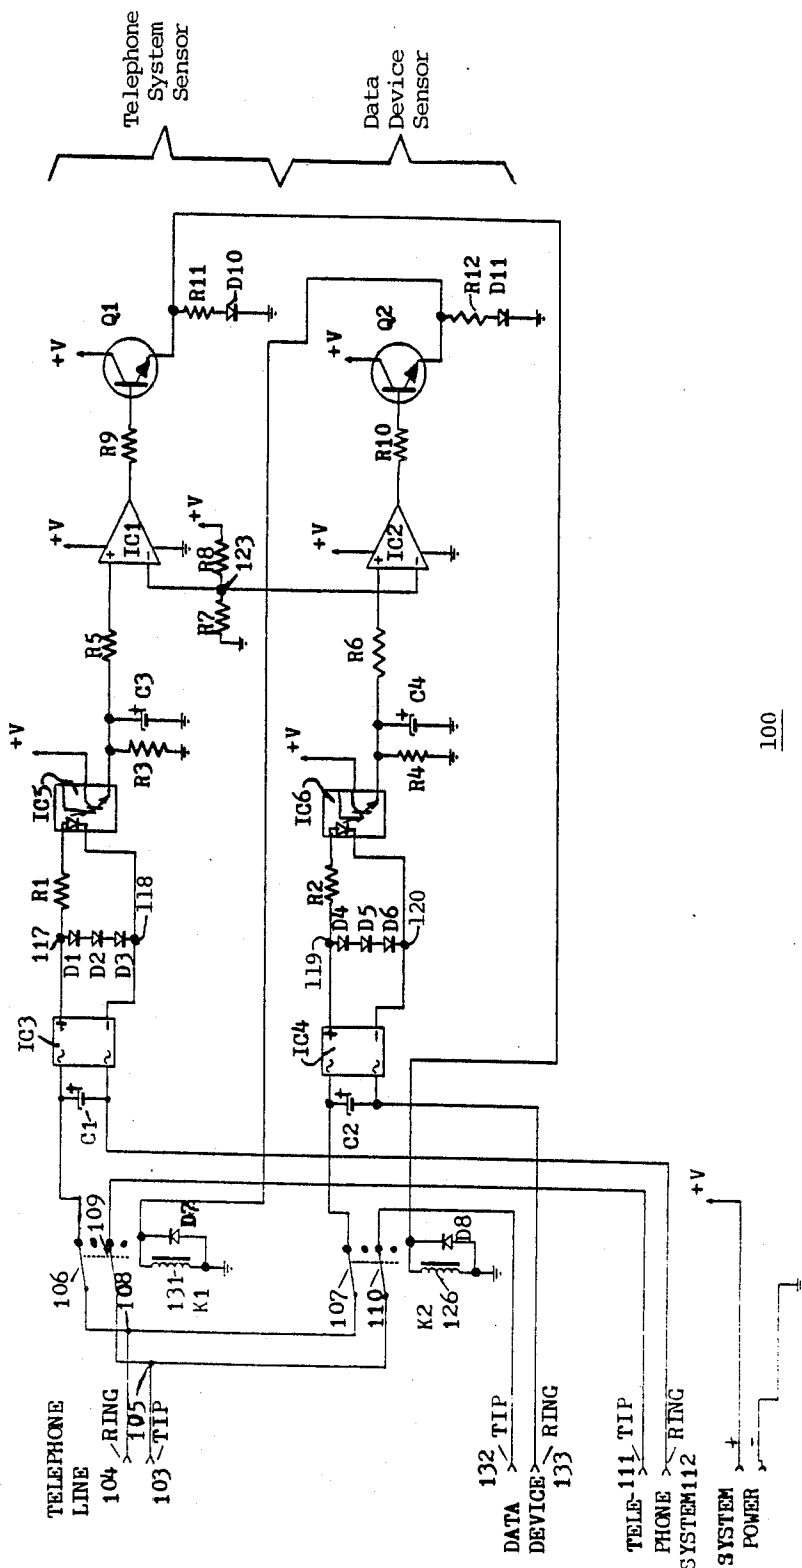 Telephone
System
Sensor
Data
Device
Sensor
Q1
R11
D10
+V
R9
+V
IC1
+
-
R8
+V
123
R7
R5
C3
+
+V
IC5
R3
R1
117
118
D1
D2
D3
IC3
~
+
~
-
C1
+
106
109
108
131
K1
D7
Q2
R12
D11
+V
R10
+V
IC2
+
-
R6
C4
+
+V
IC6
R4
R2
119
D4
D5
D6
120
IC4
~
+
~
-
C2
+
107
110
K2
126
D8
TELEPHONE
LINE
104 RING
105
103 TIP
132 TIP
DATA
DEVICE RING
133
TELE-111 TIP
PHONE RING
SYSTEM112
SYSTEM +
POWER -
+V
100